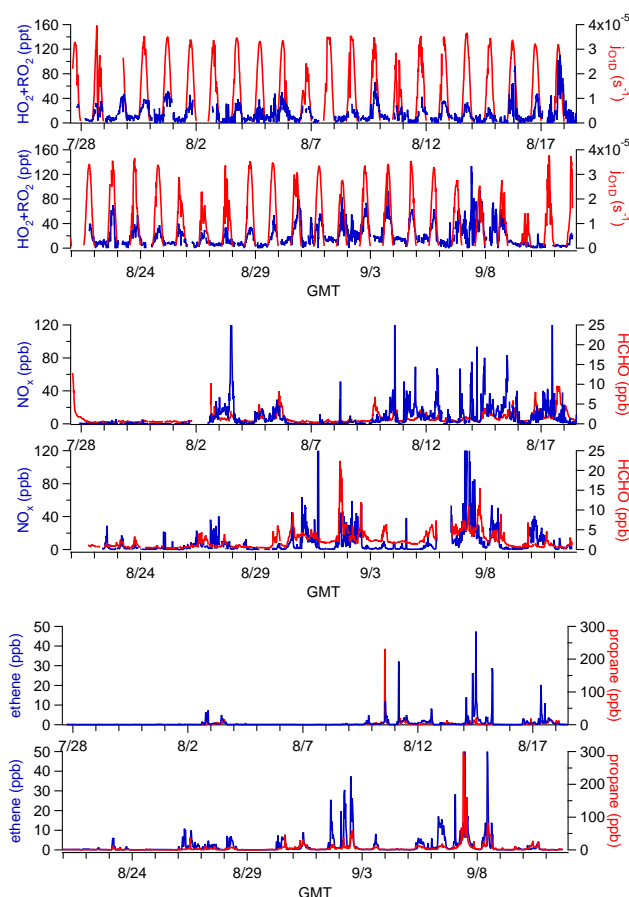 HO2+RO2 (ppt)
160
120
80
40
0
4x10-5
3
2
1
0
jO1D (s-1)
7/28 8/2 8/7 8/12 8/17
HO2+RO2 (ppt)
160
120
80
40
0
4x10-5
3
2
1
0
jO1D (s-1)
8/24 8/29 9/3 9/8
GMT
NOx (ppb)
120
80
40
0
25
20
15
10
5
0
HCHO (ppb)
7/28 8/2 8/7 8/12 8/17
NOx (ppb)
120
80
40
0
25
20
15
10
5
0
HCHO (ppb)
8/24 8/29 9/3 9/8
GMT
ethene (ppb)
50
40
30
20
10
0
300
200
100
0
propane (ppb)
7/28 8/2 8/7 8/12 8/17
ethene (ppb)
50
40
30
20
10
0
300
200
100
0
propane (ppb)
8/24 8/29 9/3 9/8
GMT